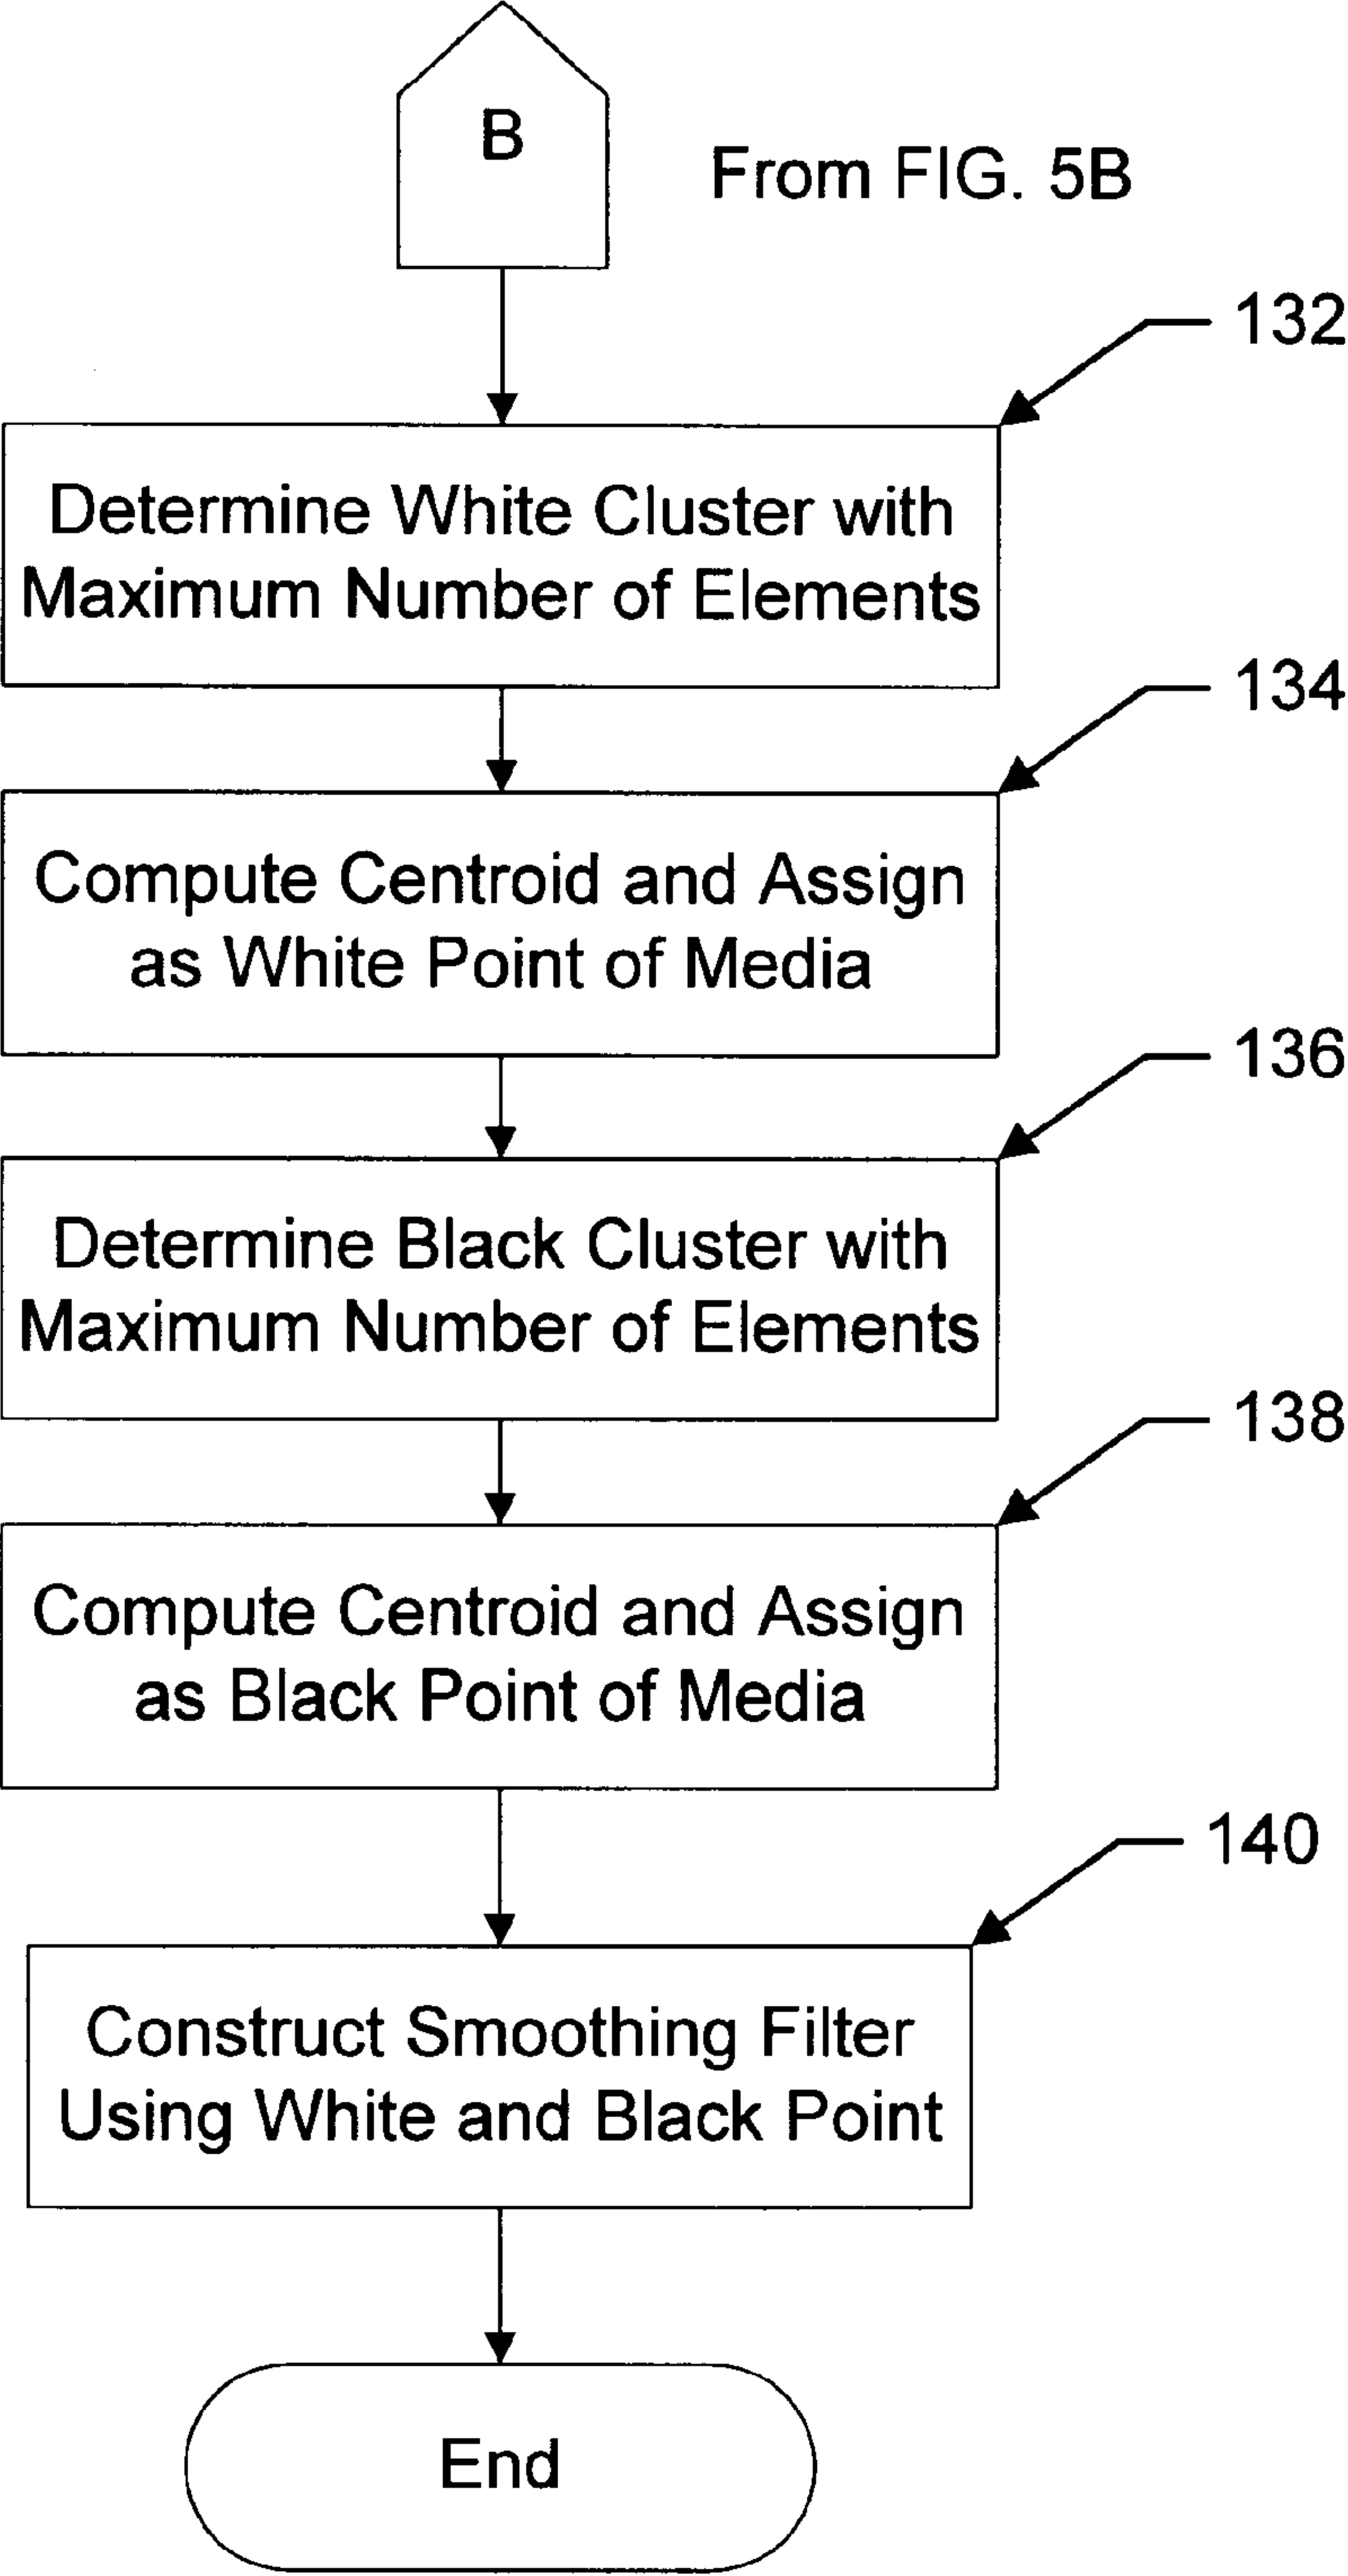 B
From FIG. 5B
132
Determine White Cluster with
Maximum Number of Elements
134
Compute Centroid and Assign
as White Point of Media
136
Determine Black Cluster with
Maximum Number of Elements
138
Compute Centroid and Assign
as Black Point of Media
140
Construct Smoothing Filter
Using White and Black Point
End